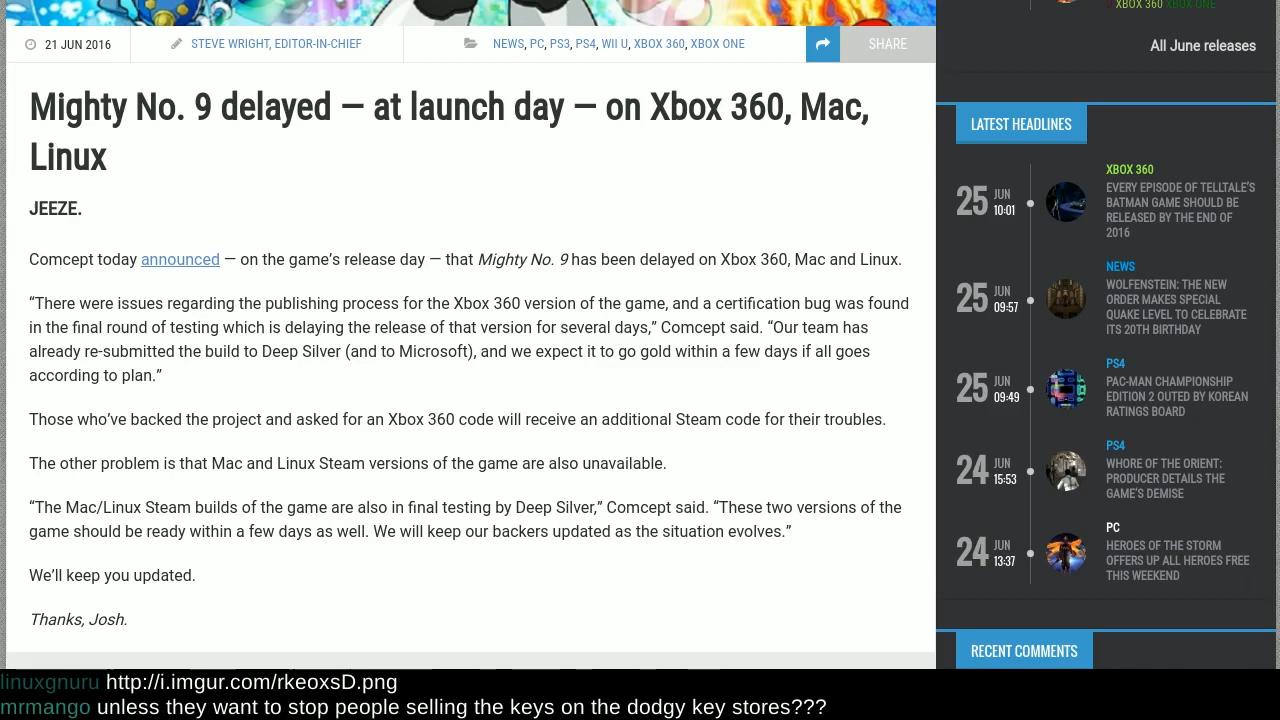 21 JUN 2016
STEVE WRIGHT, EDITOR-IN-CHIEF
NEWS, PC, PS3, PS4, WII U, XBOX 360, XBOX ONE
SHARE
Mighty No. 9 delayed — at launch day — on Xbox 360, Mac,
Linux
JEEZE.
Comcept today announced — on the game’s release day — that Mighty No. 9 has been delayed on Xbox 360, Mac and Linux.
“There were issues regarding the publishing process for the Xbox 360 version of the game, and a certification bug was found
in the final round of testing which is delaying the release of that version for several days,” Comcept said. “Our team has
already re-submitted the build to Deep Silver (and to Microsoft), and we expect it to go gold within a few days if all goes
according to plan.”
Those who’ve backed the project and asked for an Xbox 360 code will receive an additional Steam code for their troubles.
The other problem is that Mac and Linux Steam versions of the game are also unavailable.
“The Mac/Linux Steam builds of the game are also in final testing by Deep Silver,” Comcept said. “These two versions of the
game should be ready within a few days as well. We will keep our backers updated as the situation evolves.”
We’ll keep you updated.
Thanks, Josh.
XBOX 360 XBOX ONE
All June releases
LATEST HEADLINES
25 JUN 10:01
XBOX 360
EVERY EPISODE OF TELLTALE’S
BATMAN GAME SHOULD BE
RELEASED BY THE END OF
2016
25 JUN 09:57
NEWS
WOLFENSTEIN: THE NEW
ORDER MAKES SPECIAL
QUAKE LEVEL TO CELEBRATE
ITS 20TH BIRTHDAY
25 JUN 09:49
PS4
PAC-MAN CHAMPIONSHIP
EDITION 2 OUTED BY KOREAN
RATINGS BOARD
24 JUN 15:53
PS4
WHORE OF THE ORIENT:
PRODUCER DETAILS THE
GAME’S DEMISE
24 JUN 13:37
PC
HEROES OF THE STORM
OFFERS UP ALL HEROES FREE
THIS WEEKEND
RECENT COMMENTS
linuxgnuru http://i.imgur.com/rkeoxsD.png
mrmango unless they want to stop people selling the keys on the dodgy key stores???